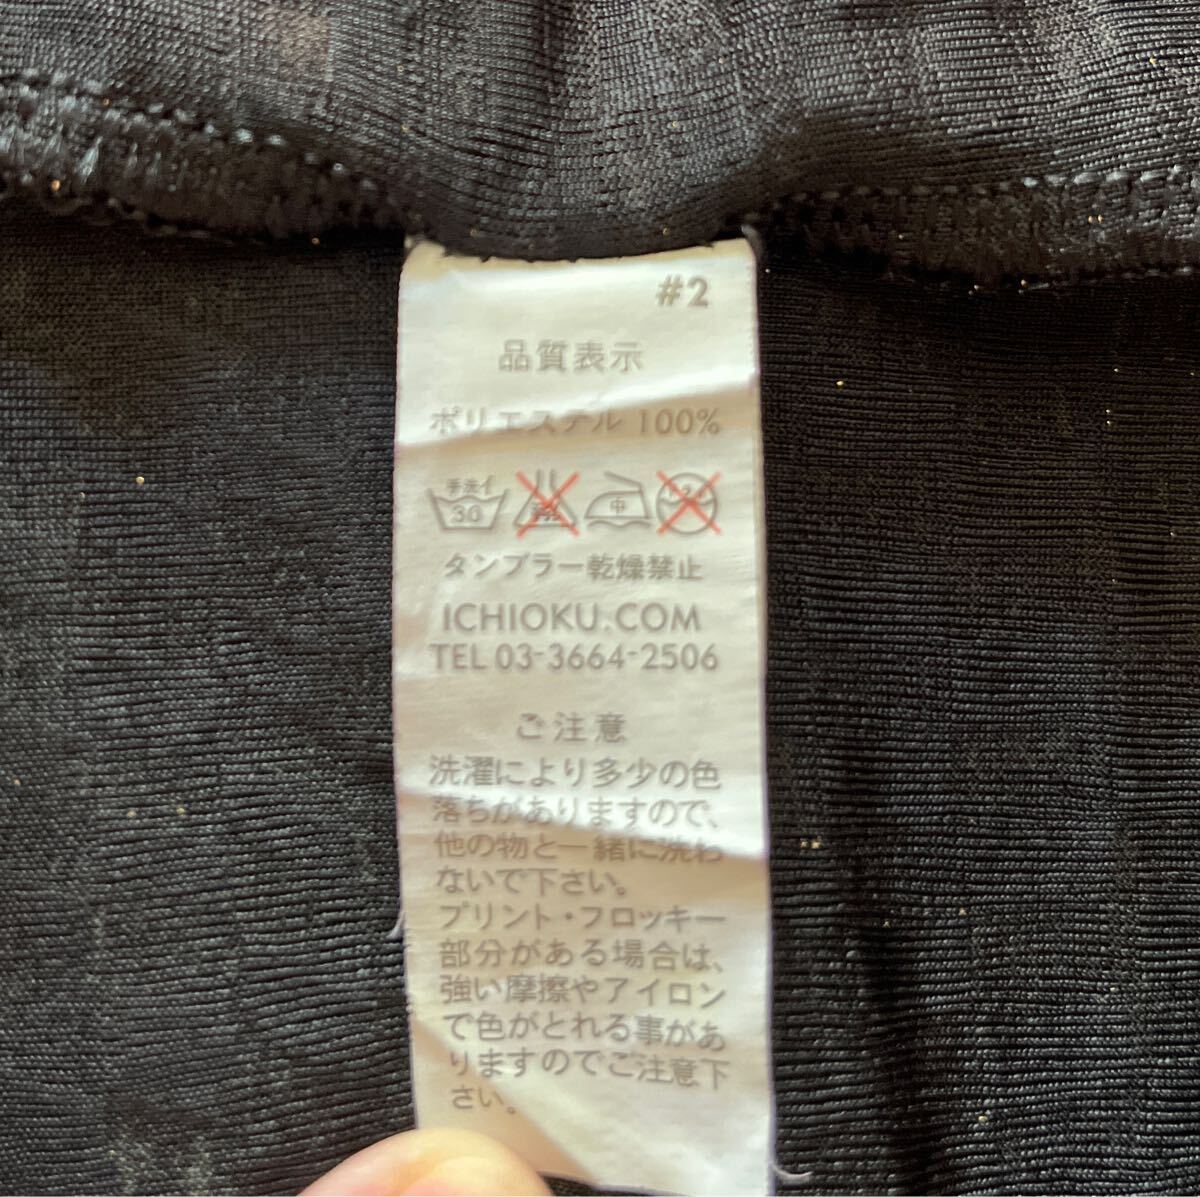 #2
品質表示
ポリエステル 100%
手洗イ
30
中
タンブラー乾燥禁止
ICHIOKU.COM
TEL 03-3664-2506
ご注意
洗濯により多少の色
落ちがありますので、
他の物と一緒に洗わ
ないで下さい。
プリント・フロッキー
部分がある場合は、
強い摩擦やアイロン
で色がとれる事があ
りますのでご注意下
さい。